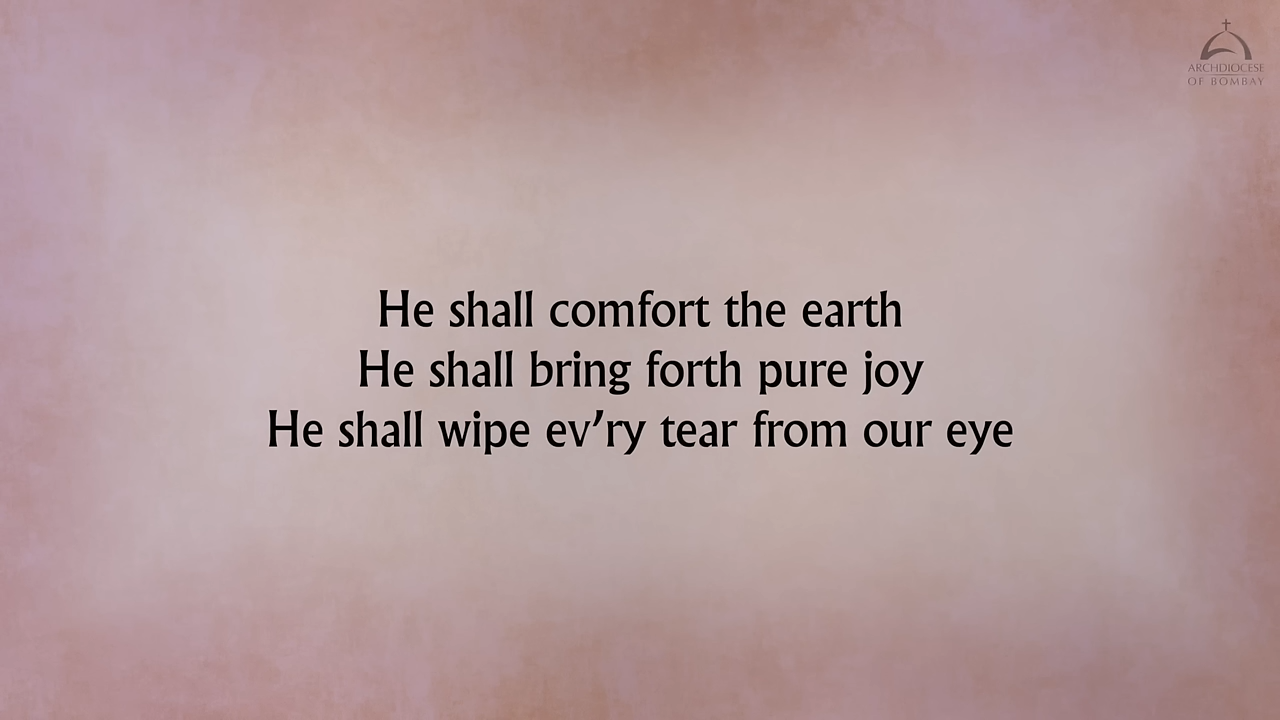 ARCHDIOCESE
OF BOMBAY
He shall comfort the earth
He shall bring forth pure joy
He shall wipe ev’ry tear from our eye